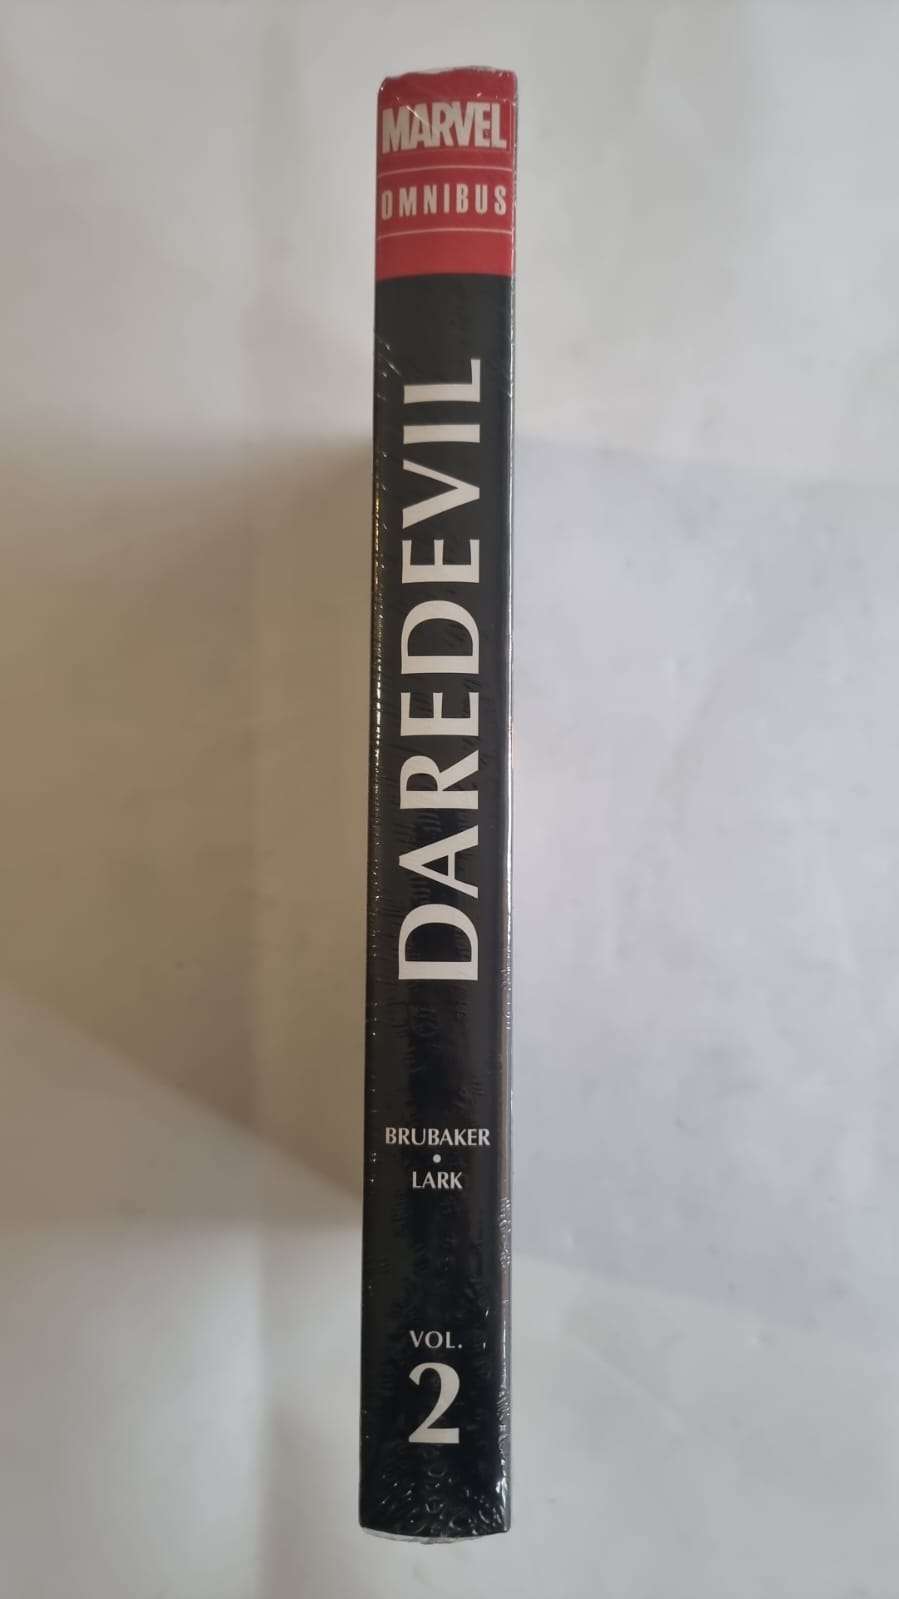 MARVEL
OMNIBUS
DAREDEVIL
BRUBAKER
•
LARK
VOL.
2